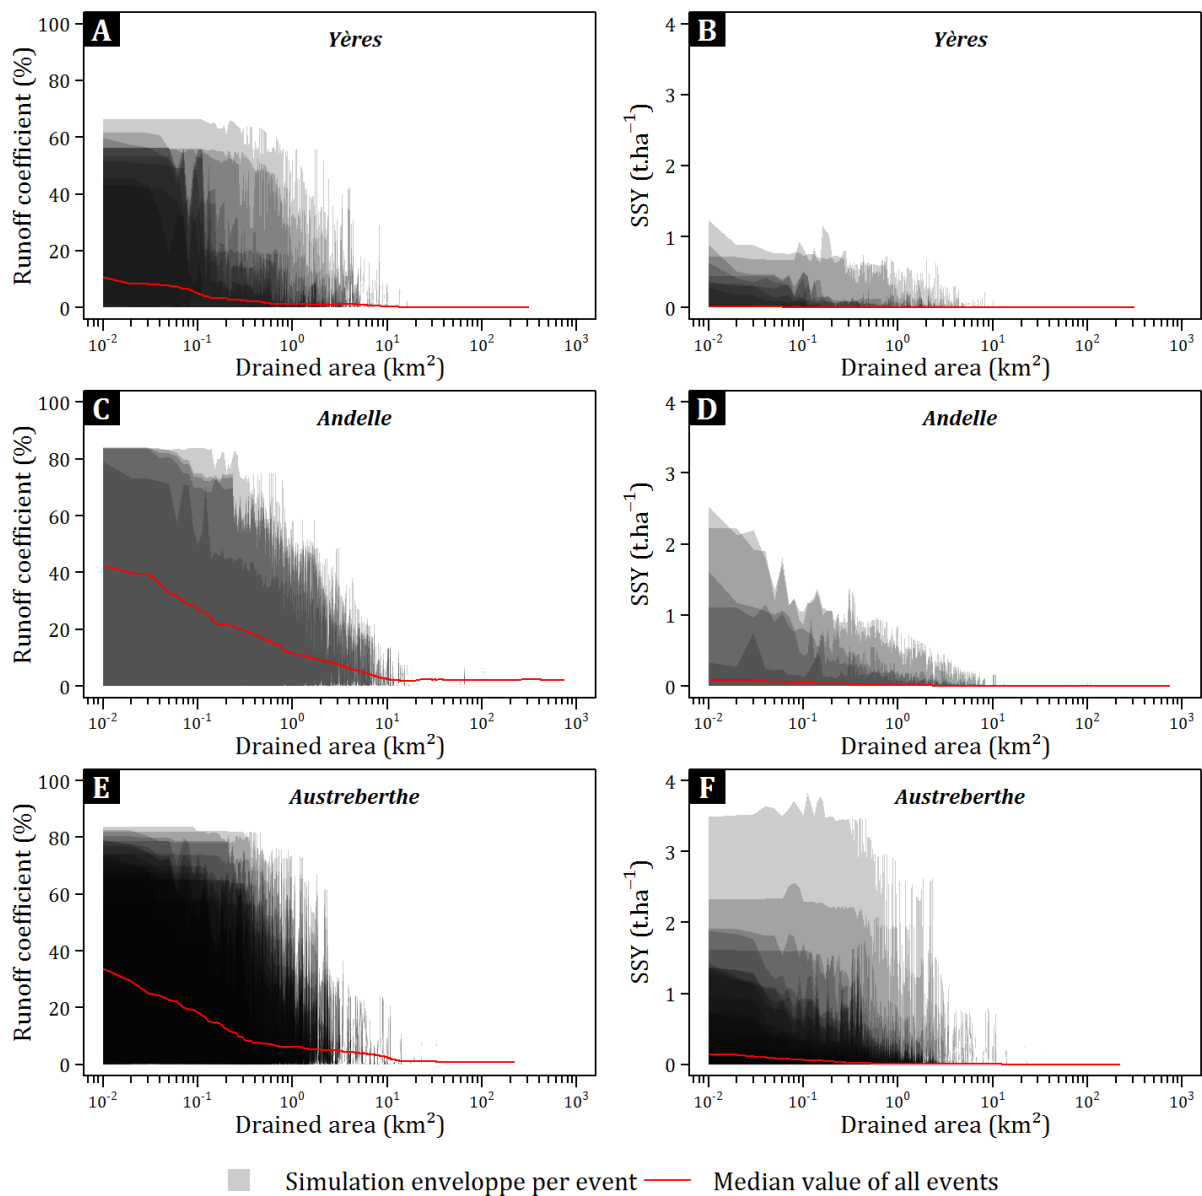 A
Yères
Runoff coefficient (%)
100
80
60
40
20
0
10⁻² 10⁻¹ 10⁰ 10¹ 10² 10³
Drained area (km²)
B
Yères
SSY (t.ha⁻¹)
4
3
2
1
0
10⁻² 10⁻¹ 10⁰ 10¹ 10² 10³
Drained area (km²)
C
Andelle
Runoff coefficient (%)
100
80
60
40
20
0
10⁻² 10⁻¹ 10⁰ 10¹ 10² 10³
Drained area (km²)
D
Andelle
SSY (t.ha⁻¹)
4
3
2
1
0
10⁻² 10⁻¹ 10⁰ 10¹ 10² 10³
Drained area (km²)
E
Austreberthe
Runoff coefficient (%)
100
80
60
40
20
0
10⁻² 10⁻¹ 10⁰ 10¹ 10² 10³
Drained area (km²)
F
Austreberthe
SSY (t.ha⁻¹)
4
3
2
1
0
10⁻² 10⁻¹ 10⁰ 10¹ 10² 10³
Drained area (km²)
Simulation enveloppe per event Median value of all events